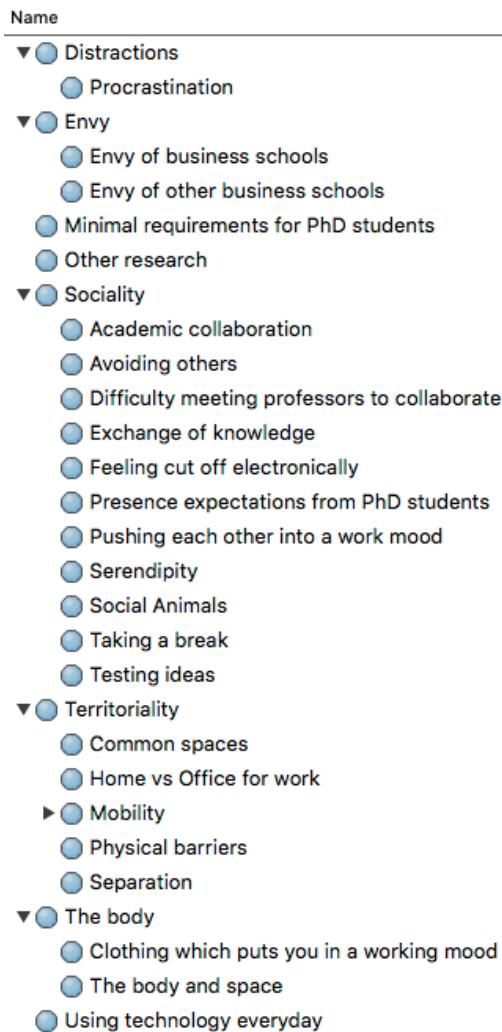 Name
Distractions
Procrastination
Envy
Envy of business schools
Envy of other business schools
Minimal requirements for PhD students
Other research
Sociality
Academic collaboration
Avoiding others
Difficulty meeting professors to collaborate
Exchange of knowledge
Feeling cut off electronically
Presence expectations from PhD students
Pushing each other into a work mood
Serendipity
Social Animals
Taking a break
Testing ideas
Territoriality
Common spaces
Home vs Office for work
Mobility
Physical barriers
Separation
The body
Clothing which puts you in a working mood
The body and space
Using technology everyday